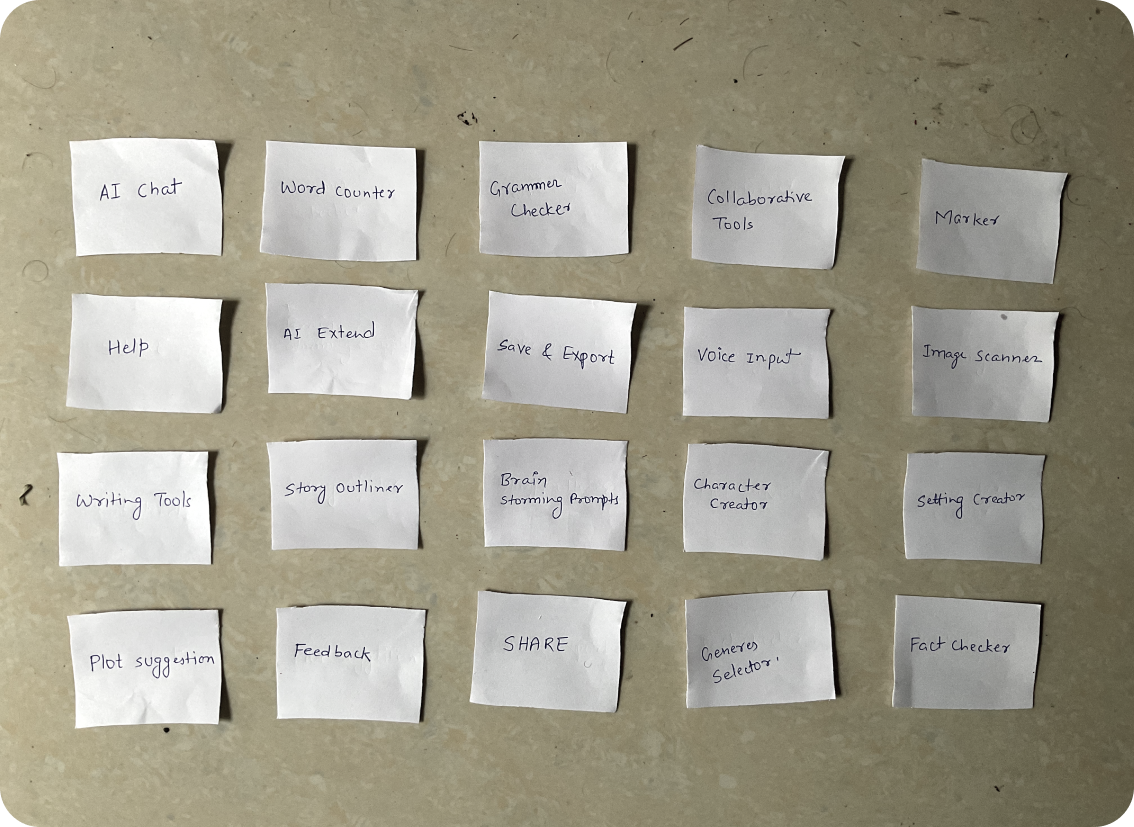 AI Chat
Word counter
Grammer
Checker
Collaborative
Tools
Marker
Help
AI Extend
Save & Export
Voice Input
Image Scanner
Writing Tools
Story Outliner
Brain
Storming Prompts
Character
Creator
Setting Creator
Plot suggestion
Feedback
SHARE
Generes
Selector
Fact Checker